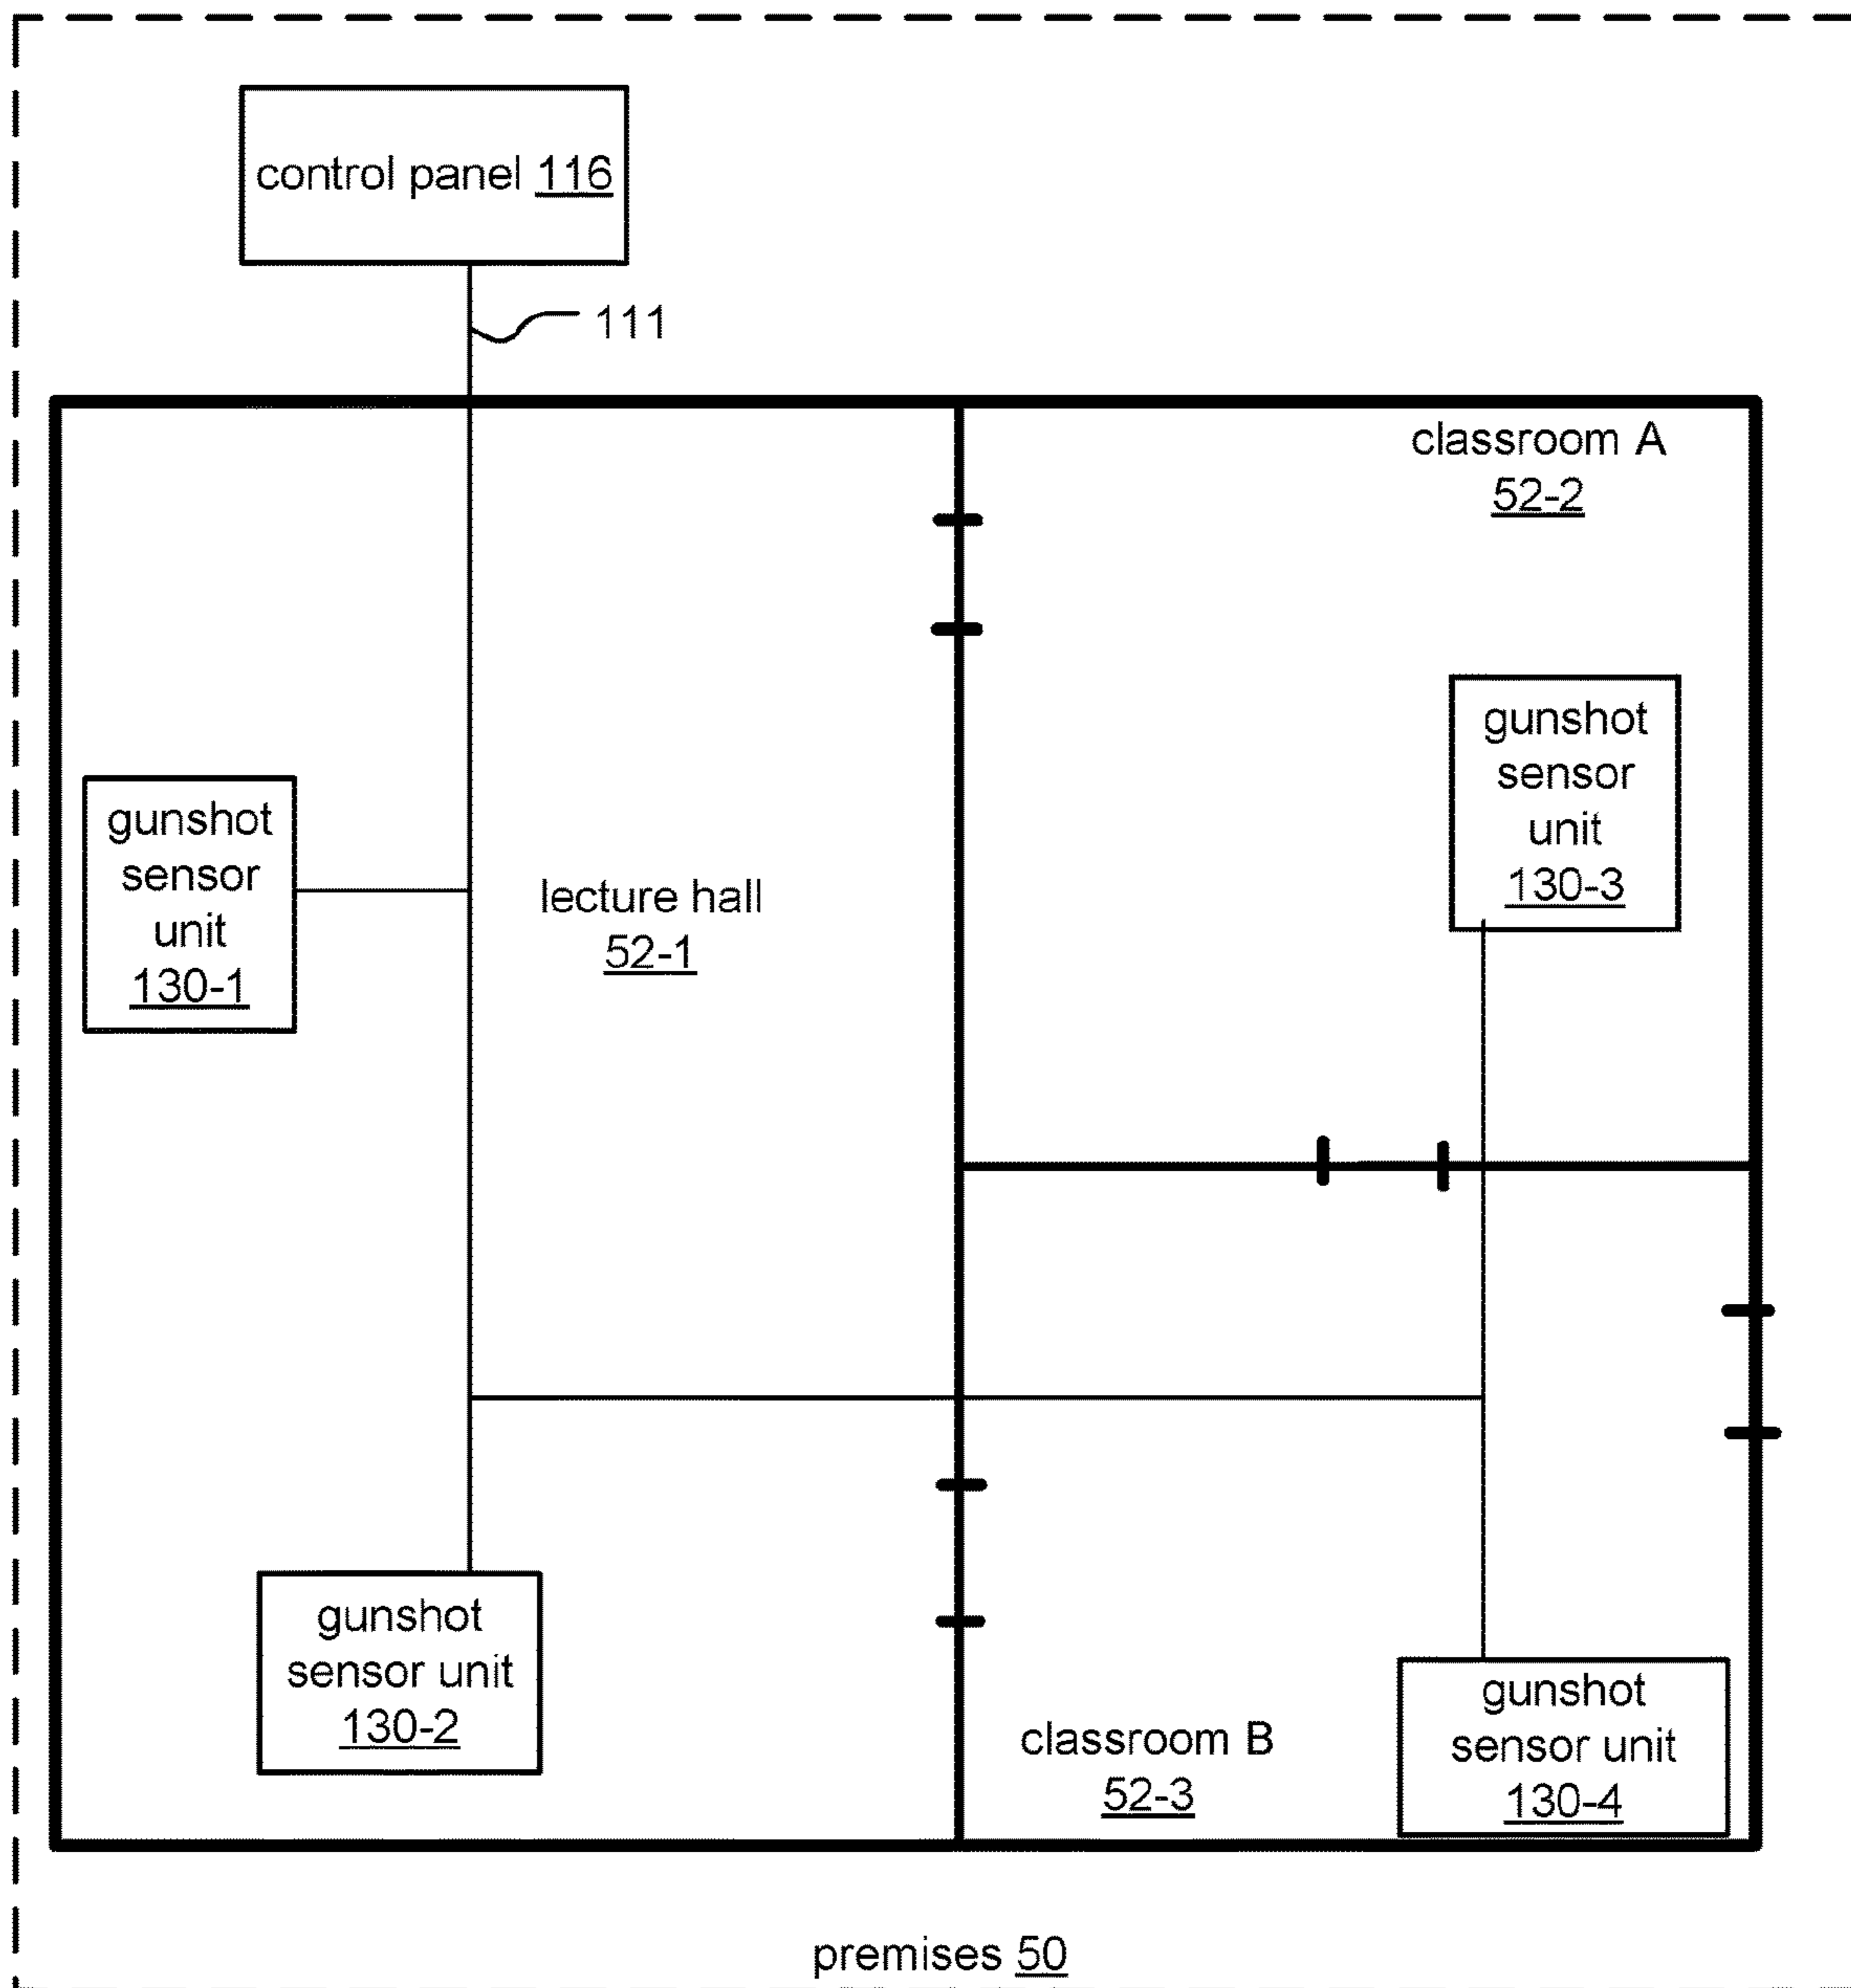 control panel 116
111
classroom A
52-2
gunshot
sensor
unit
130-3
gunshot
sensor
unit
130-1
lecture hall
52-1
gunshot
sensor unit
130-2
classroom B
52-3
gunshot
sensor unit
130-4
premises 50